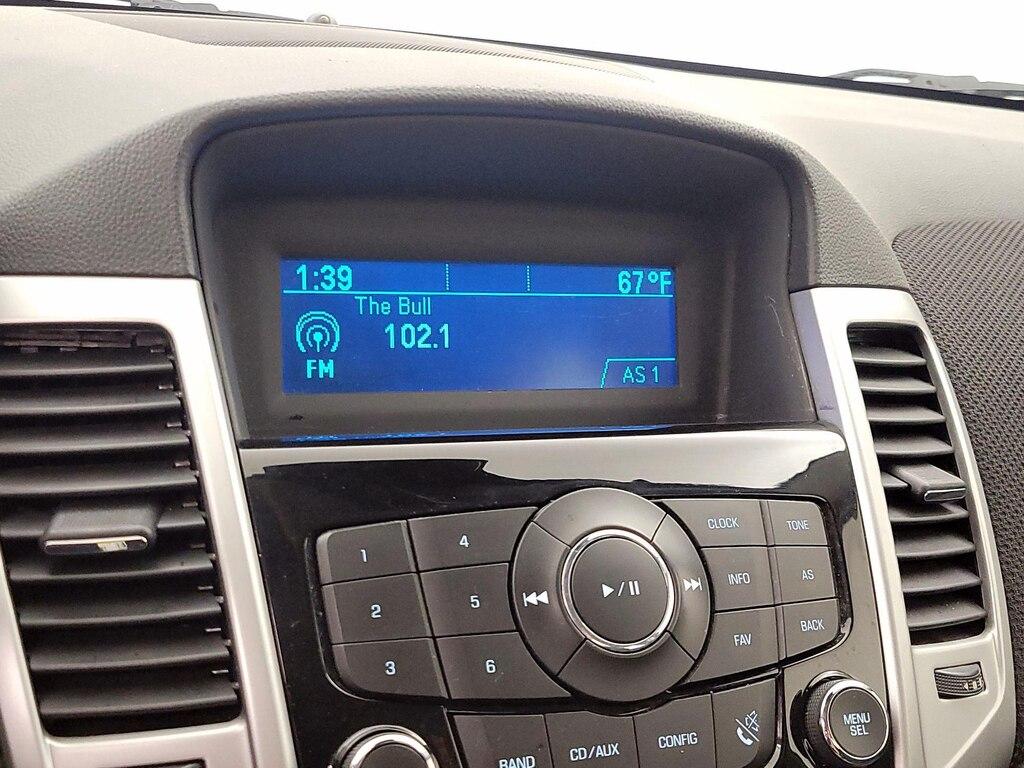 1:39 67°F
The Bull
102.1
FM
AS 1
1 4 CLOCK TONE
2 5 INFO AS
3 6 FAV BACK
BAND CD/AUX CONFIG MENU
SEL